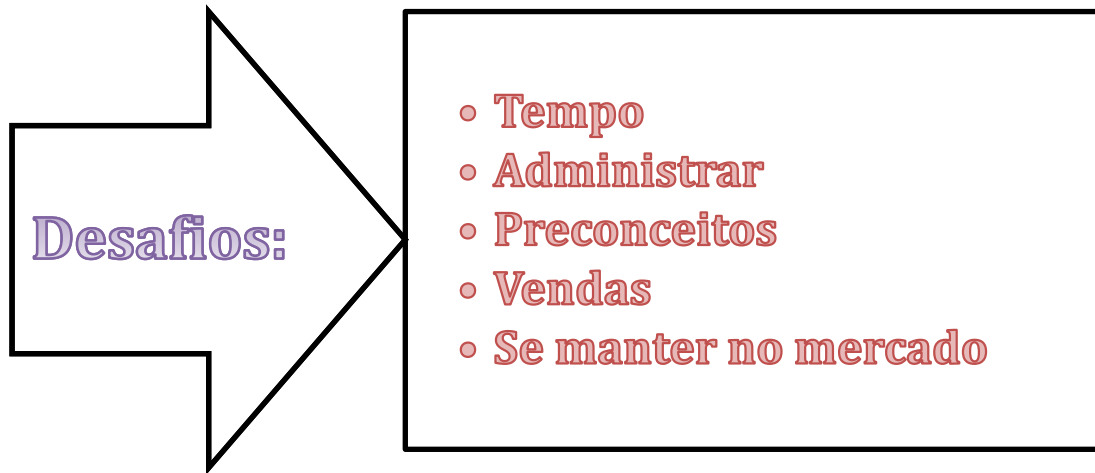 Desafios:
• Tempo
• Administrar
• Preconceitos
• Vendas
• Se manter no mercado